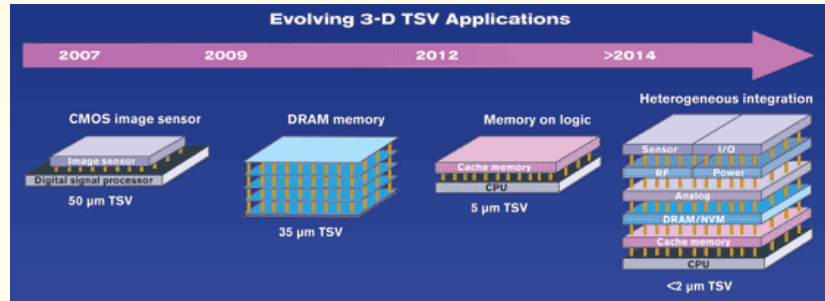 Evolving 3-D TSV Applications
2007 2009 2012 >2014
CMOS image sensor
Image sensor
Digital signal processor
50 µm TSV
DRAM memory
35 µm TSV
Memory on logic
Cache memory
CPU
5 µm TSV
Heterogeneous integration
Sensor I/O
RF Power
Analog
DRAM/NVM
Cache memory
CPU
<2 µm TSV